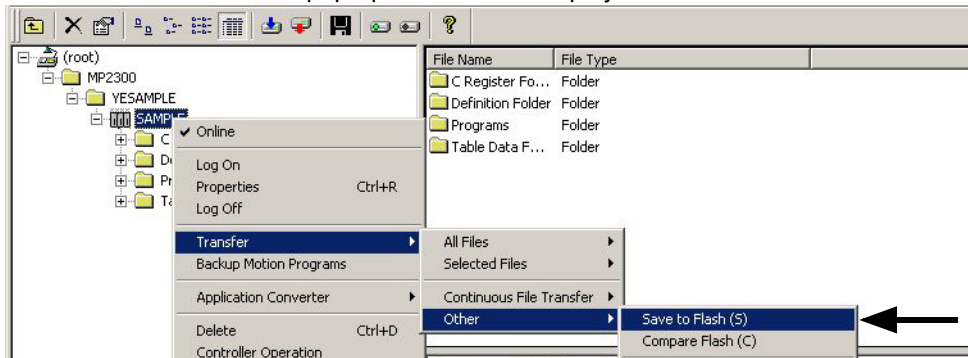 (root)
MP2300
YESAMPLE
SAMPLE
C
Pr
File Name File Type
C Register Fo... Folder
Definition Folder Folder
Programs Folder
Table Data F... Folder
✓ Online
Log On
Properties Ctrl+R
Log Off
Transfer
Backup Motion Programs
Application Converter
Delete Ctrl+D
Controller Operation
All Files
Selected Files
Continuous File Transfer
Other
Save to Flash (S)
Compare Flash (C)